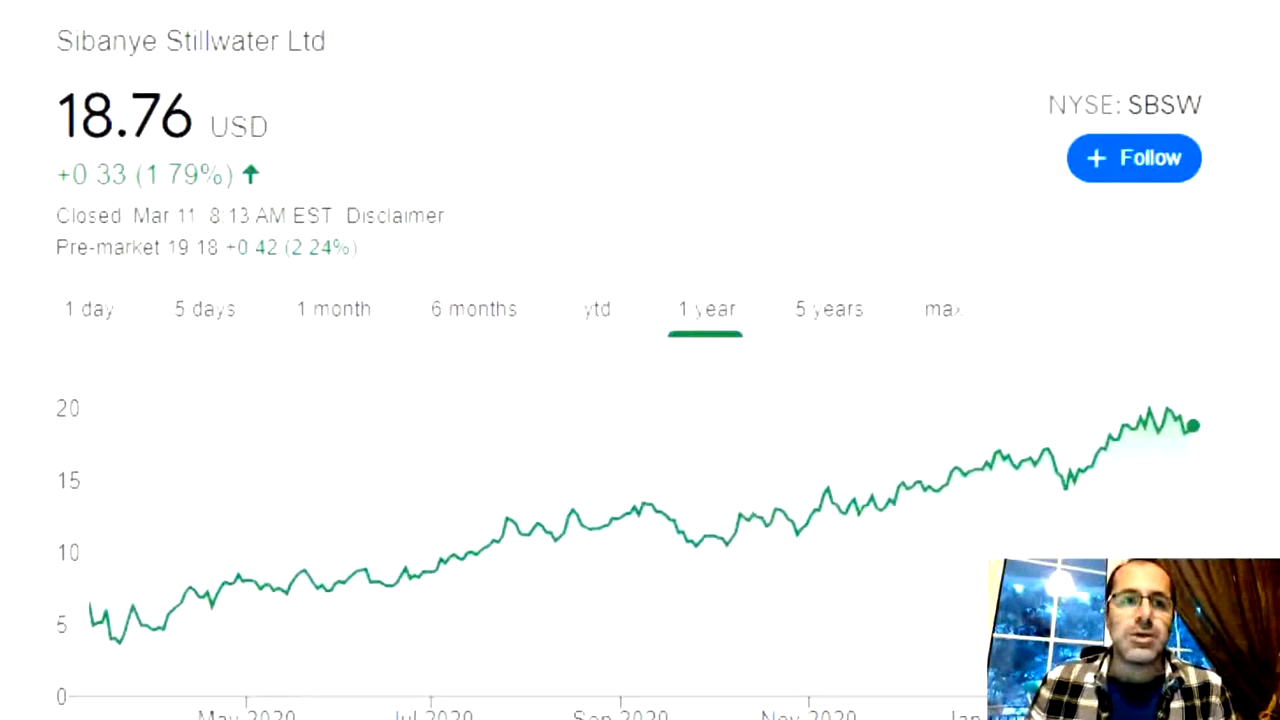 Sibanye Stillwater Ltd
18.76 USD
NYSE: SBSW
+0 33 (1 79%)
+ Follow
Closed Mar 11 8 13 AM EST Disclaimer
Pre-market 19 18 +0 42 (2 24%)
1 day 5 days 1 month 6 months ytd 1 year 5 years max
20
15
10
5
0
May 2020 Jul 2020 Sep 2020 Nov 2020 Jan